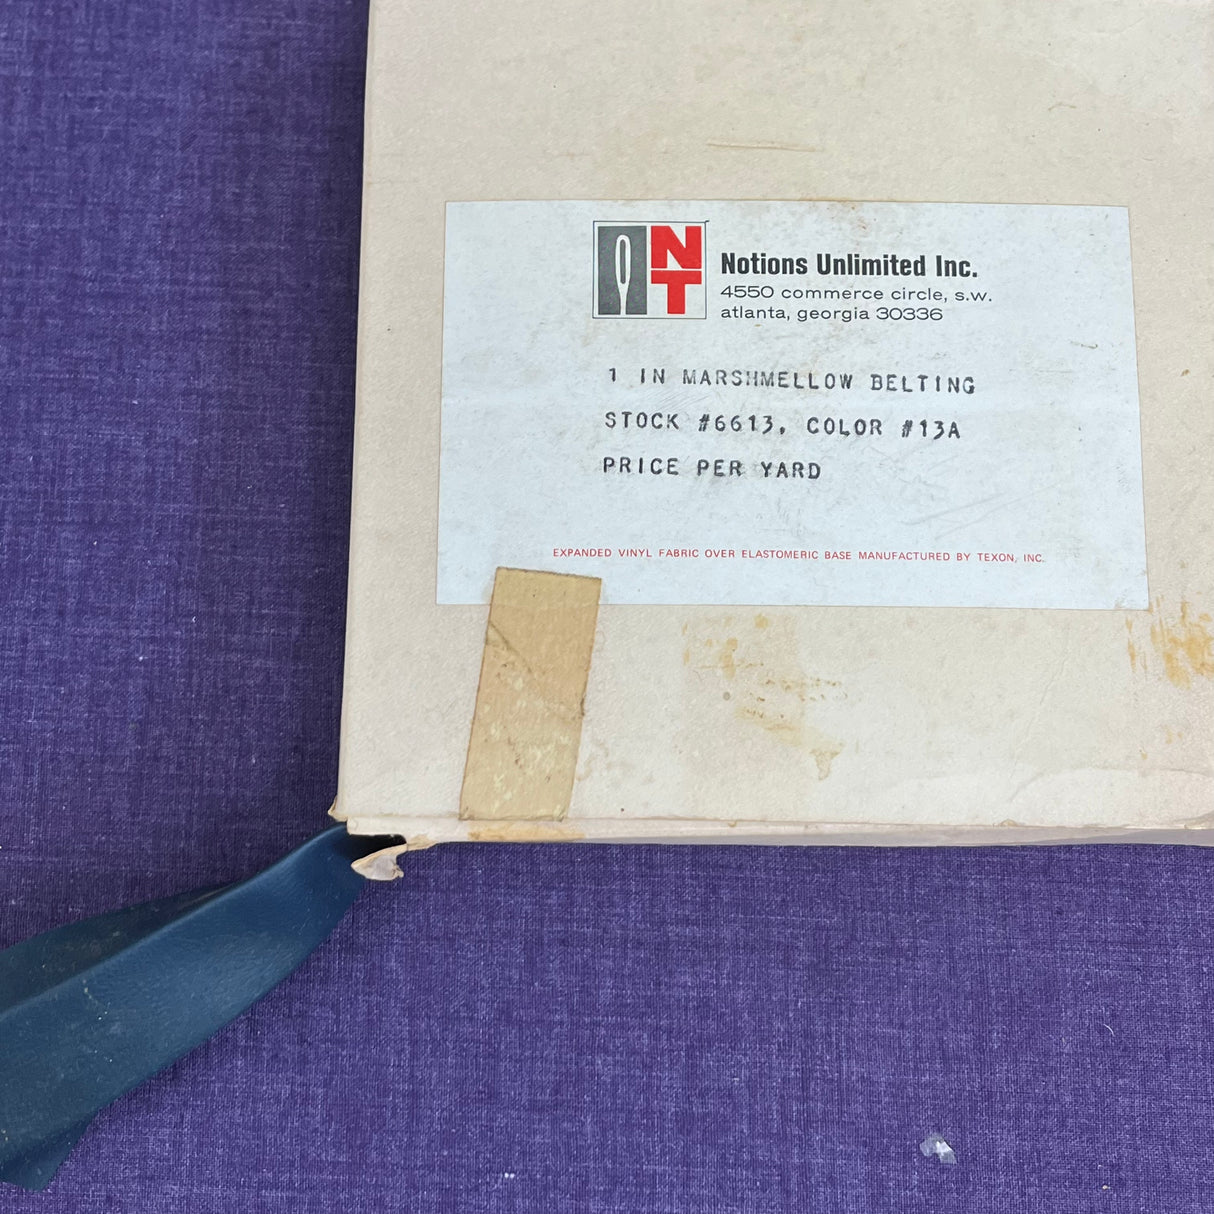 NT
Notions Unlimited Inc.
4550 commerce circle, s.w.
atlanta, georgia 30336
1 IN MARSHMELLOW BELTING
STOCK #6613, COLOR #13A
PRICE PER YARD
EXPANDED VINYL FABRIC OVER ELASTOMERIC BASE MANUFACTURED BY TEXON, INC.